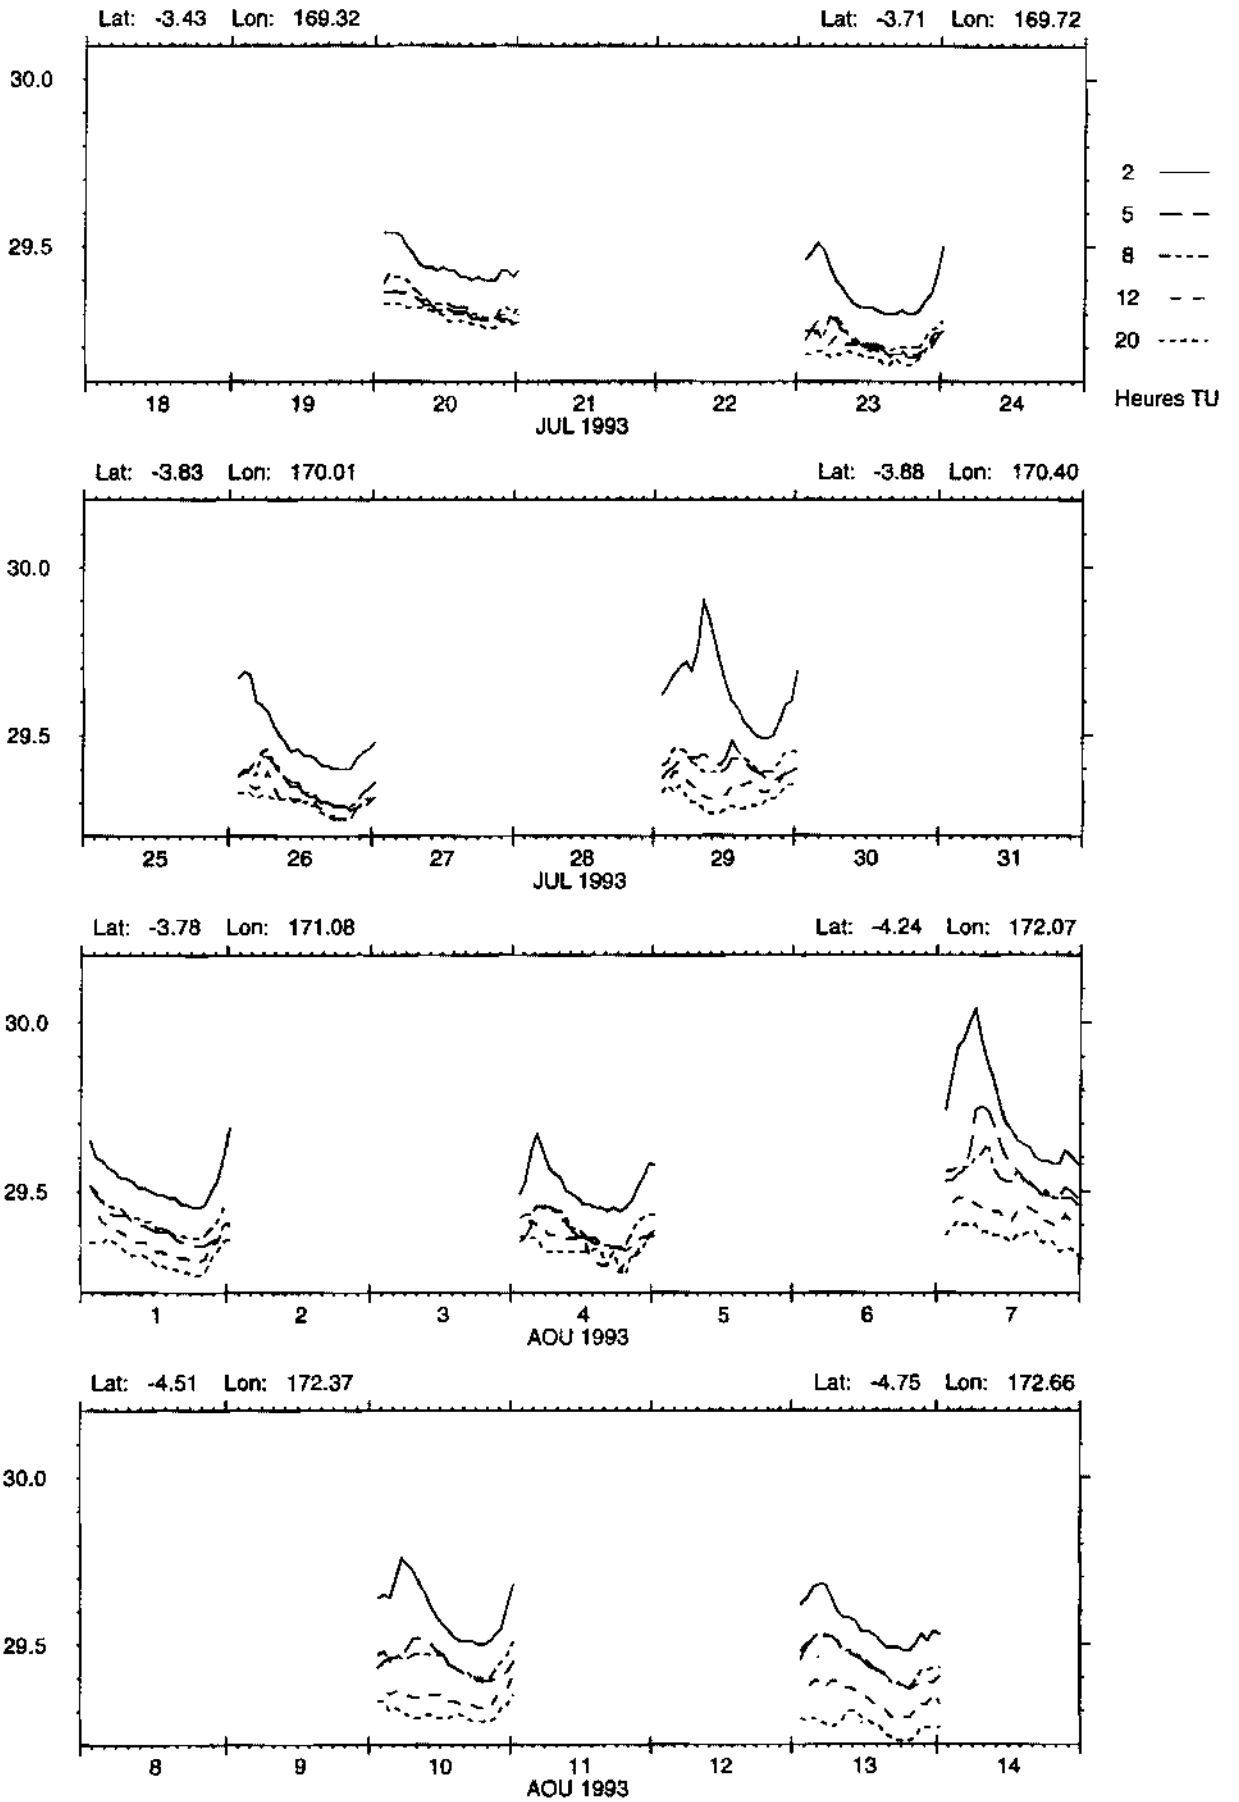 Lat: -3.43 Lon: 169.32 Lat: -3.71 Lon: 169.72
30.0
29.5
2
5
8
12
20
Heures TU
18 19 20 21 22 23 24
JUL 1993
Lat: -3.83 Lon: 170.01 Lat: -3.88 Lon: 170.40
30.0
29.5
25 26 27 28 29 30 31
JUL 1993
Lat: -3.78 Lon: 171.08 Lat: -4.24 Lon: 172.07
30.0
29.5
1 2 3 4 5 6 7
AOU 1993
Lat: -4.51 Lon: 172.37 Lat: -4.75 Lon: 172.66
30.0
29.5
8 9 10 11 12 13 14
AOU 1993